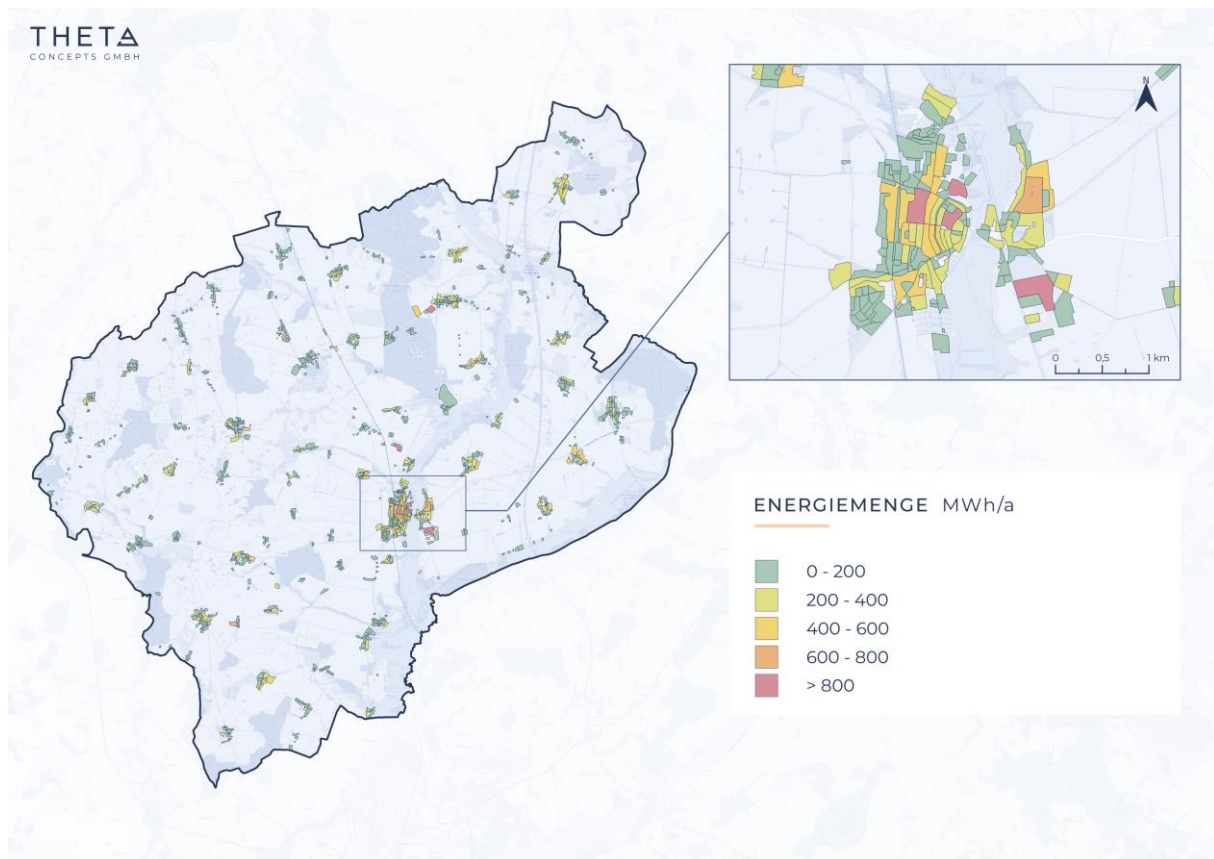 THETA
CONCEPTS GMBH
N
0 0,5 1 km
ENERGIEMENGE MWh/a
0 - 200
200 - 400
400 - 600
600 - 800
> 800